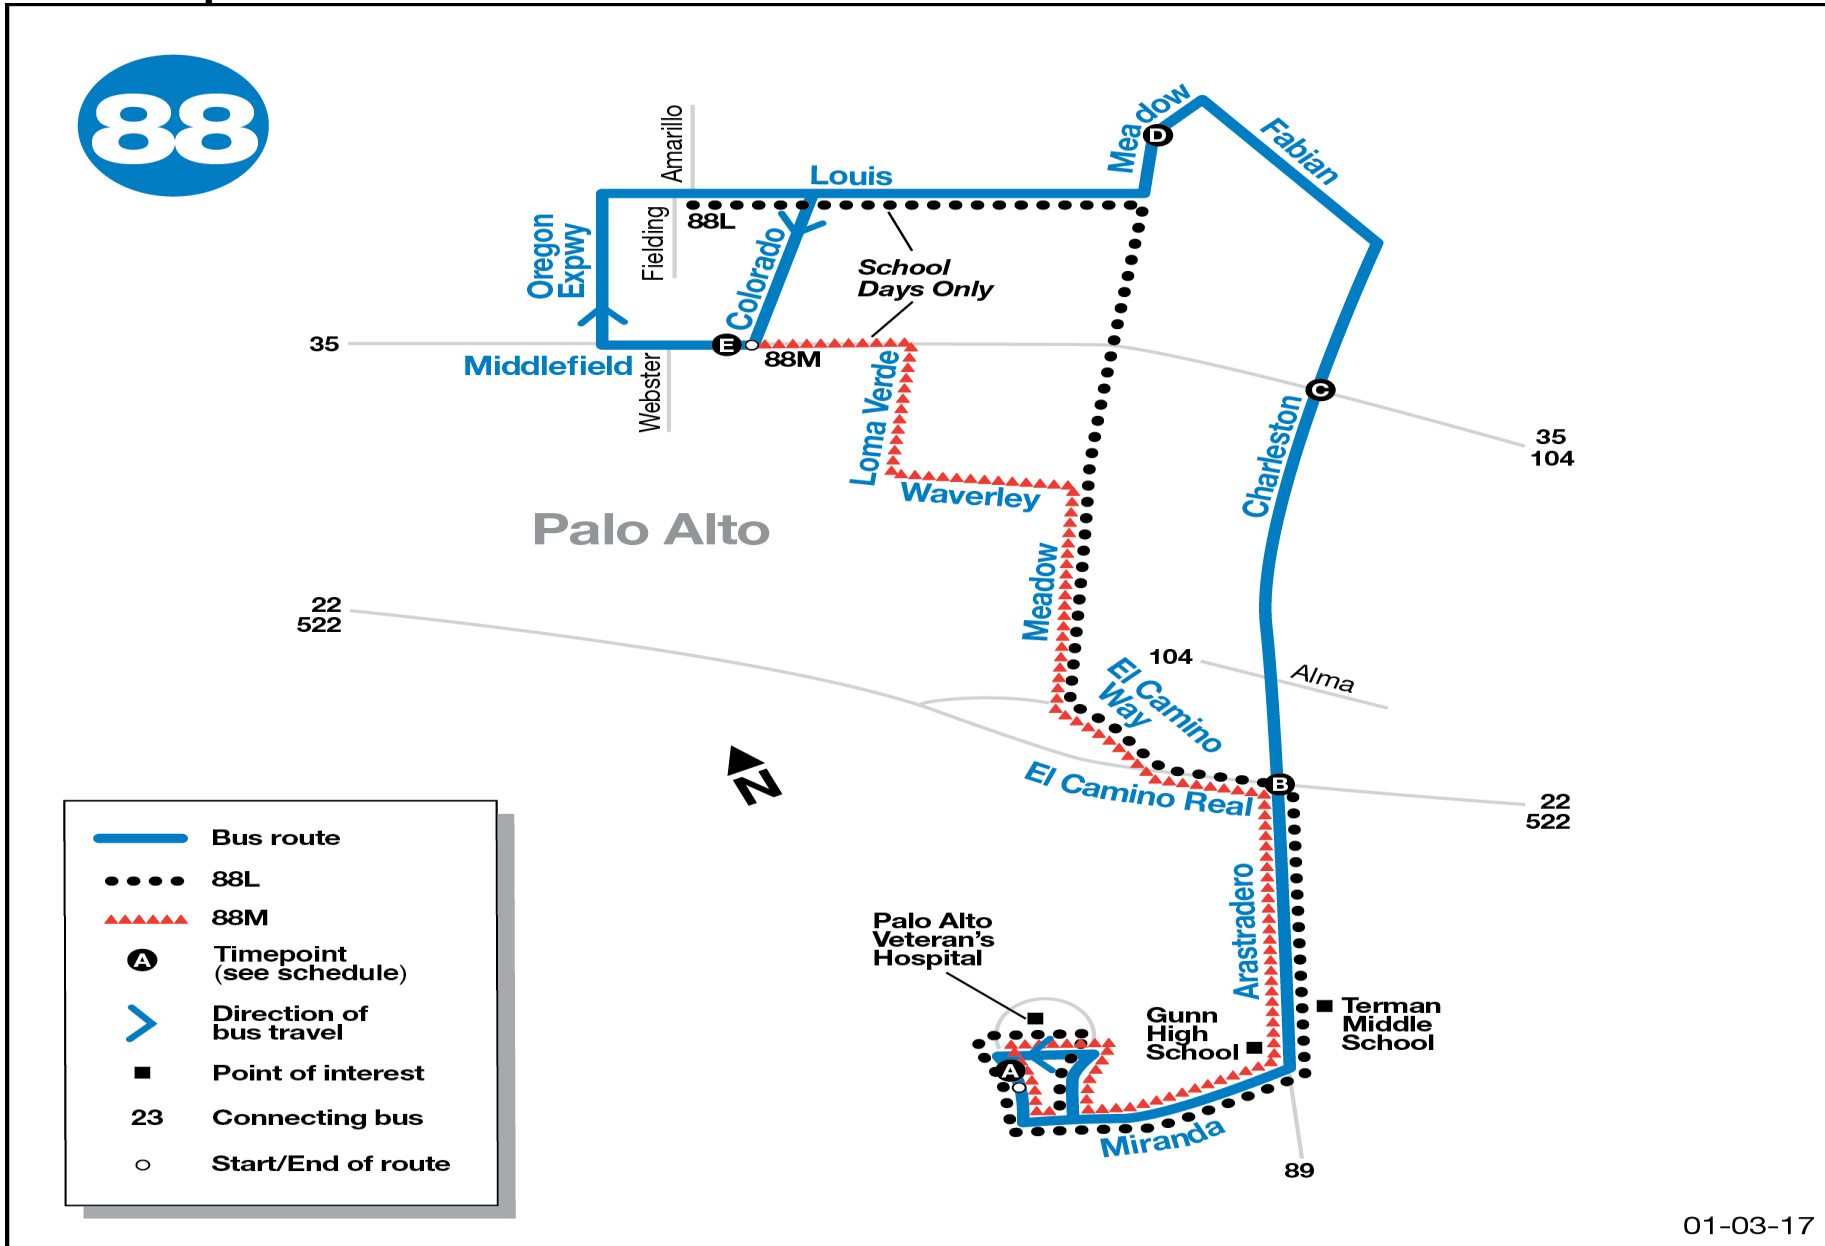 88
Meadow
D
Fabian
Amarillo
Louis
88L
Fielding
Oregon
Expwy
Colorado
School
Days Only
35
E
88M
Middlefield
Webster
Loma Verde
C
35
104
Charleston
Waverley
Palo Alto
Meadow
22
522
104
Alma
El Camino
Way
N
El Camino Real
B
22
522
Bus route
88L
88M
A
Timepoint
(see schedule)
Direction of
bus travel
Point of interest
23
Connecting bus
Start/End of route
Arastradero
Palo Alto
Veteran's
Hospital
Gunn
High
School
Terman
Middle
School
A
Miranda
89
01-03-17